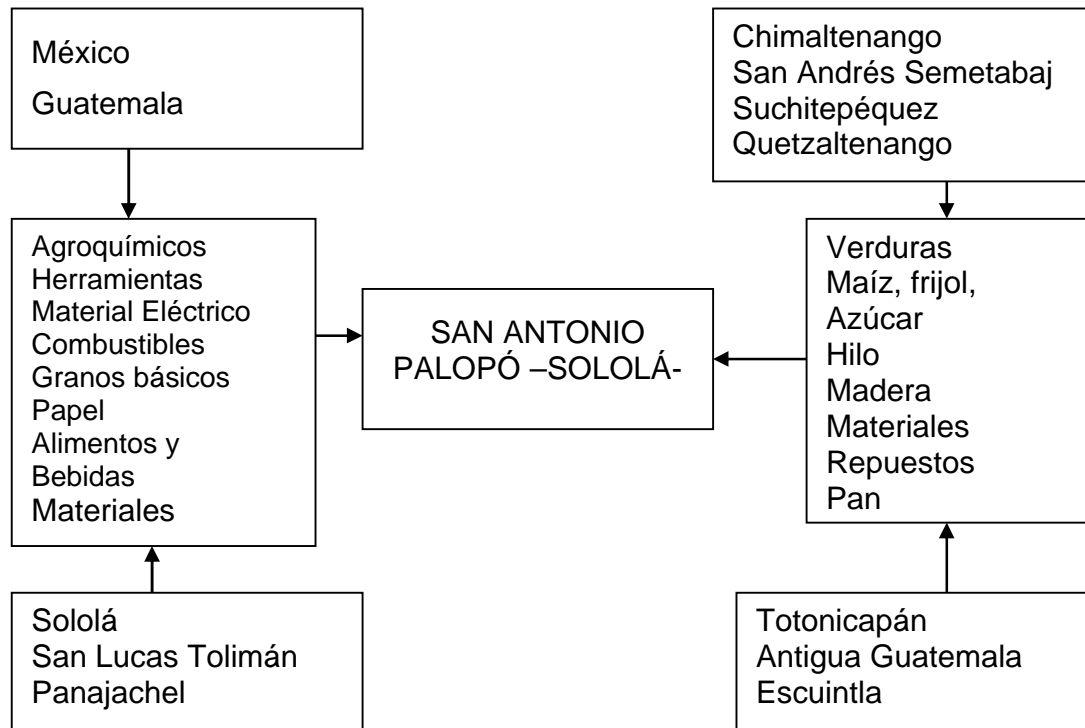 México
Guatemala
Chimaltenango
San Andrés Semetabaj
Suchitepéquez
Quetzaltenango
Agroquímicos
Herramientas
Material Eléctrico
Combustibles
Granos básicos
Papel
Alimentos y
Bebidas
Materiales
SAN ANTONIO
PALOPÓ –SOLOLÁ-
Verduras
Maíz, frijol,
Azúcar
Hilo
Madera
Materiales
Repuestos
Pan
Sololá
San Lucas Tolimán
Panajachel
Totonicapán
Antigua Guatemala
Escuintla